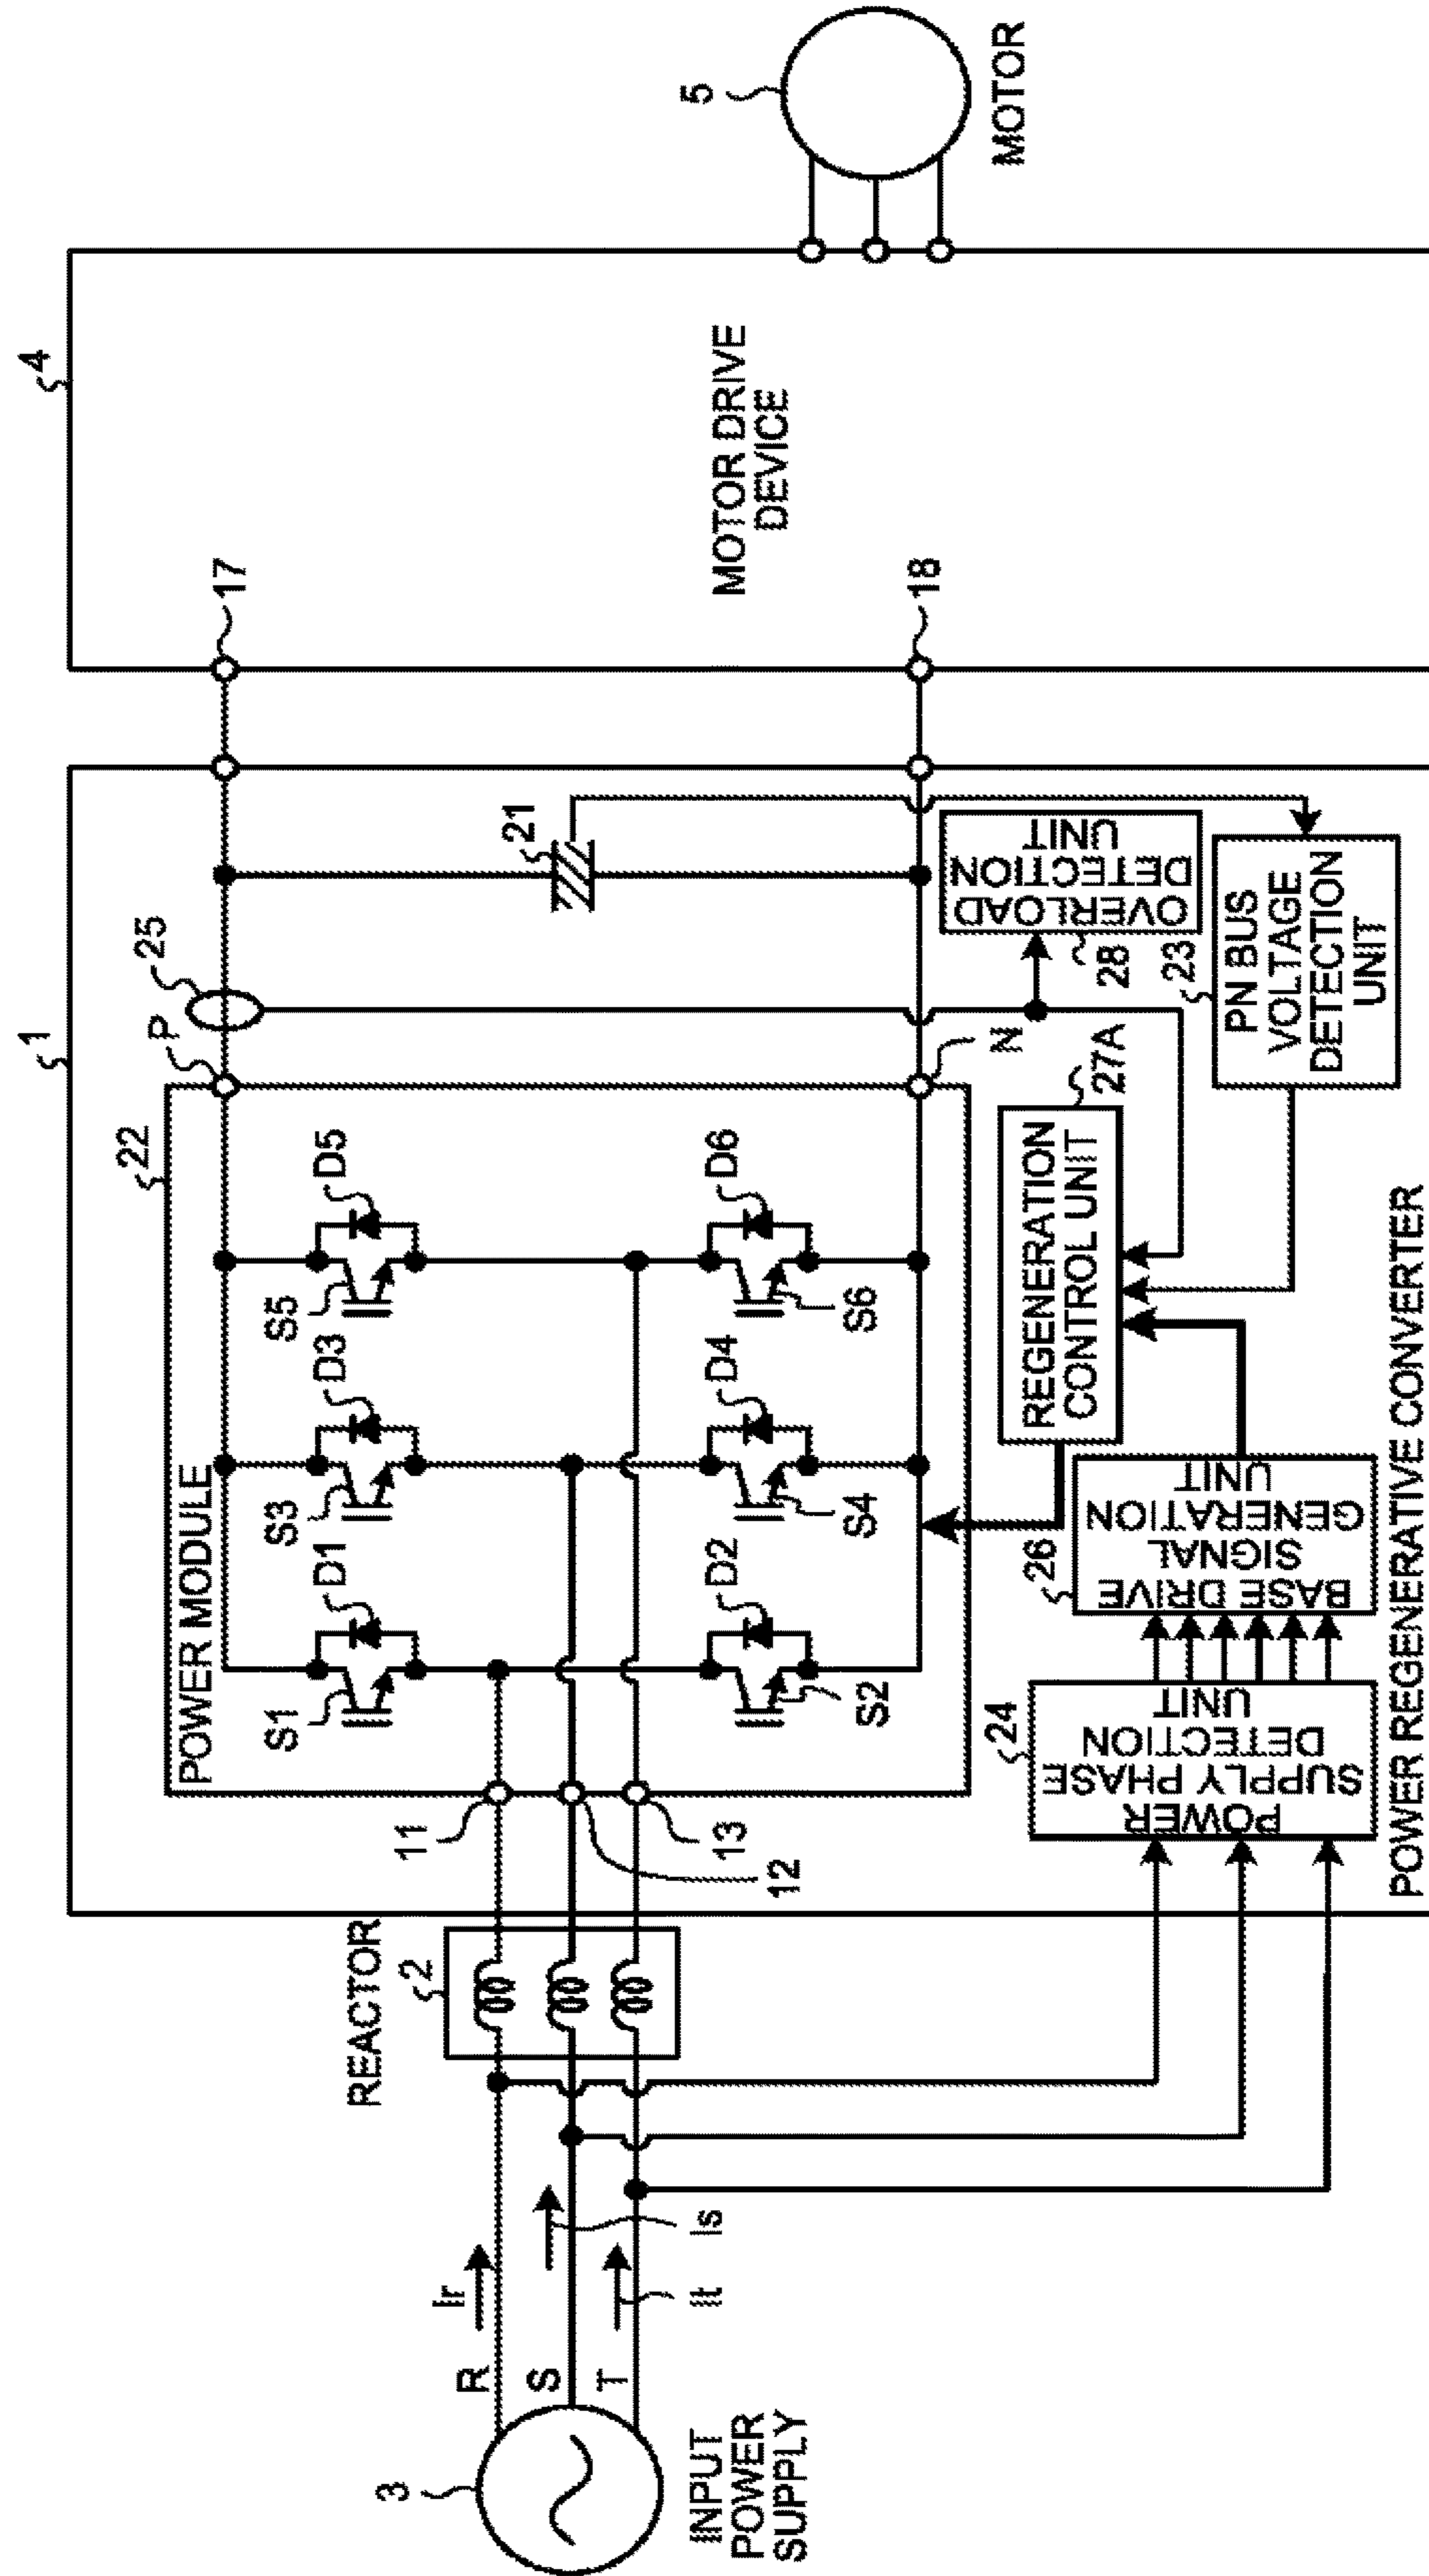 1
4
5
MOTOR
MOTOR DRIVE
DEVICE
17
18
22
POWER MODULE
P
25
21
N
S1
D1
S3
D3
S5
D5
S2
D2
S4
D4
S6
D6
11
12
13
REACTOR
2
3
INPUT
POWER
SUPPLY
R
S
T
Ir
Is
It
24
POWER
SUPPLY PHASE
DETECTION
UNIT
26
BASE DRIVE
SIGNAL
GENERATION
UNIT
27A
REGENERATION
CONTROL UNIT
28
OVERLOAD
DETECTION
UNIT
23
PN BUS
VOLTAGE
DETECTION
UNIT
POWER REGENERATIVE CONVERTER